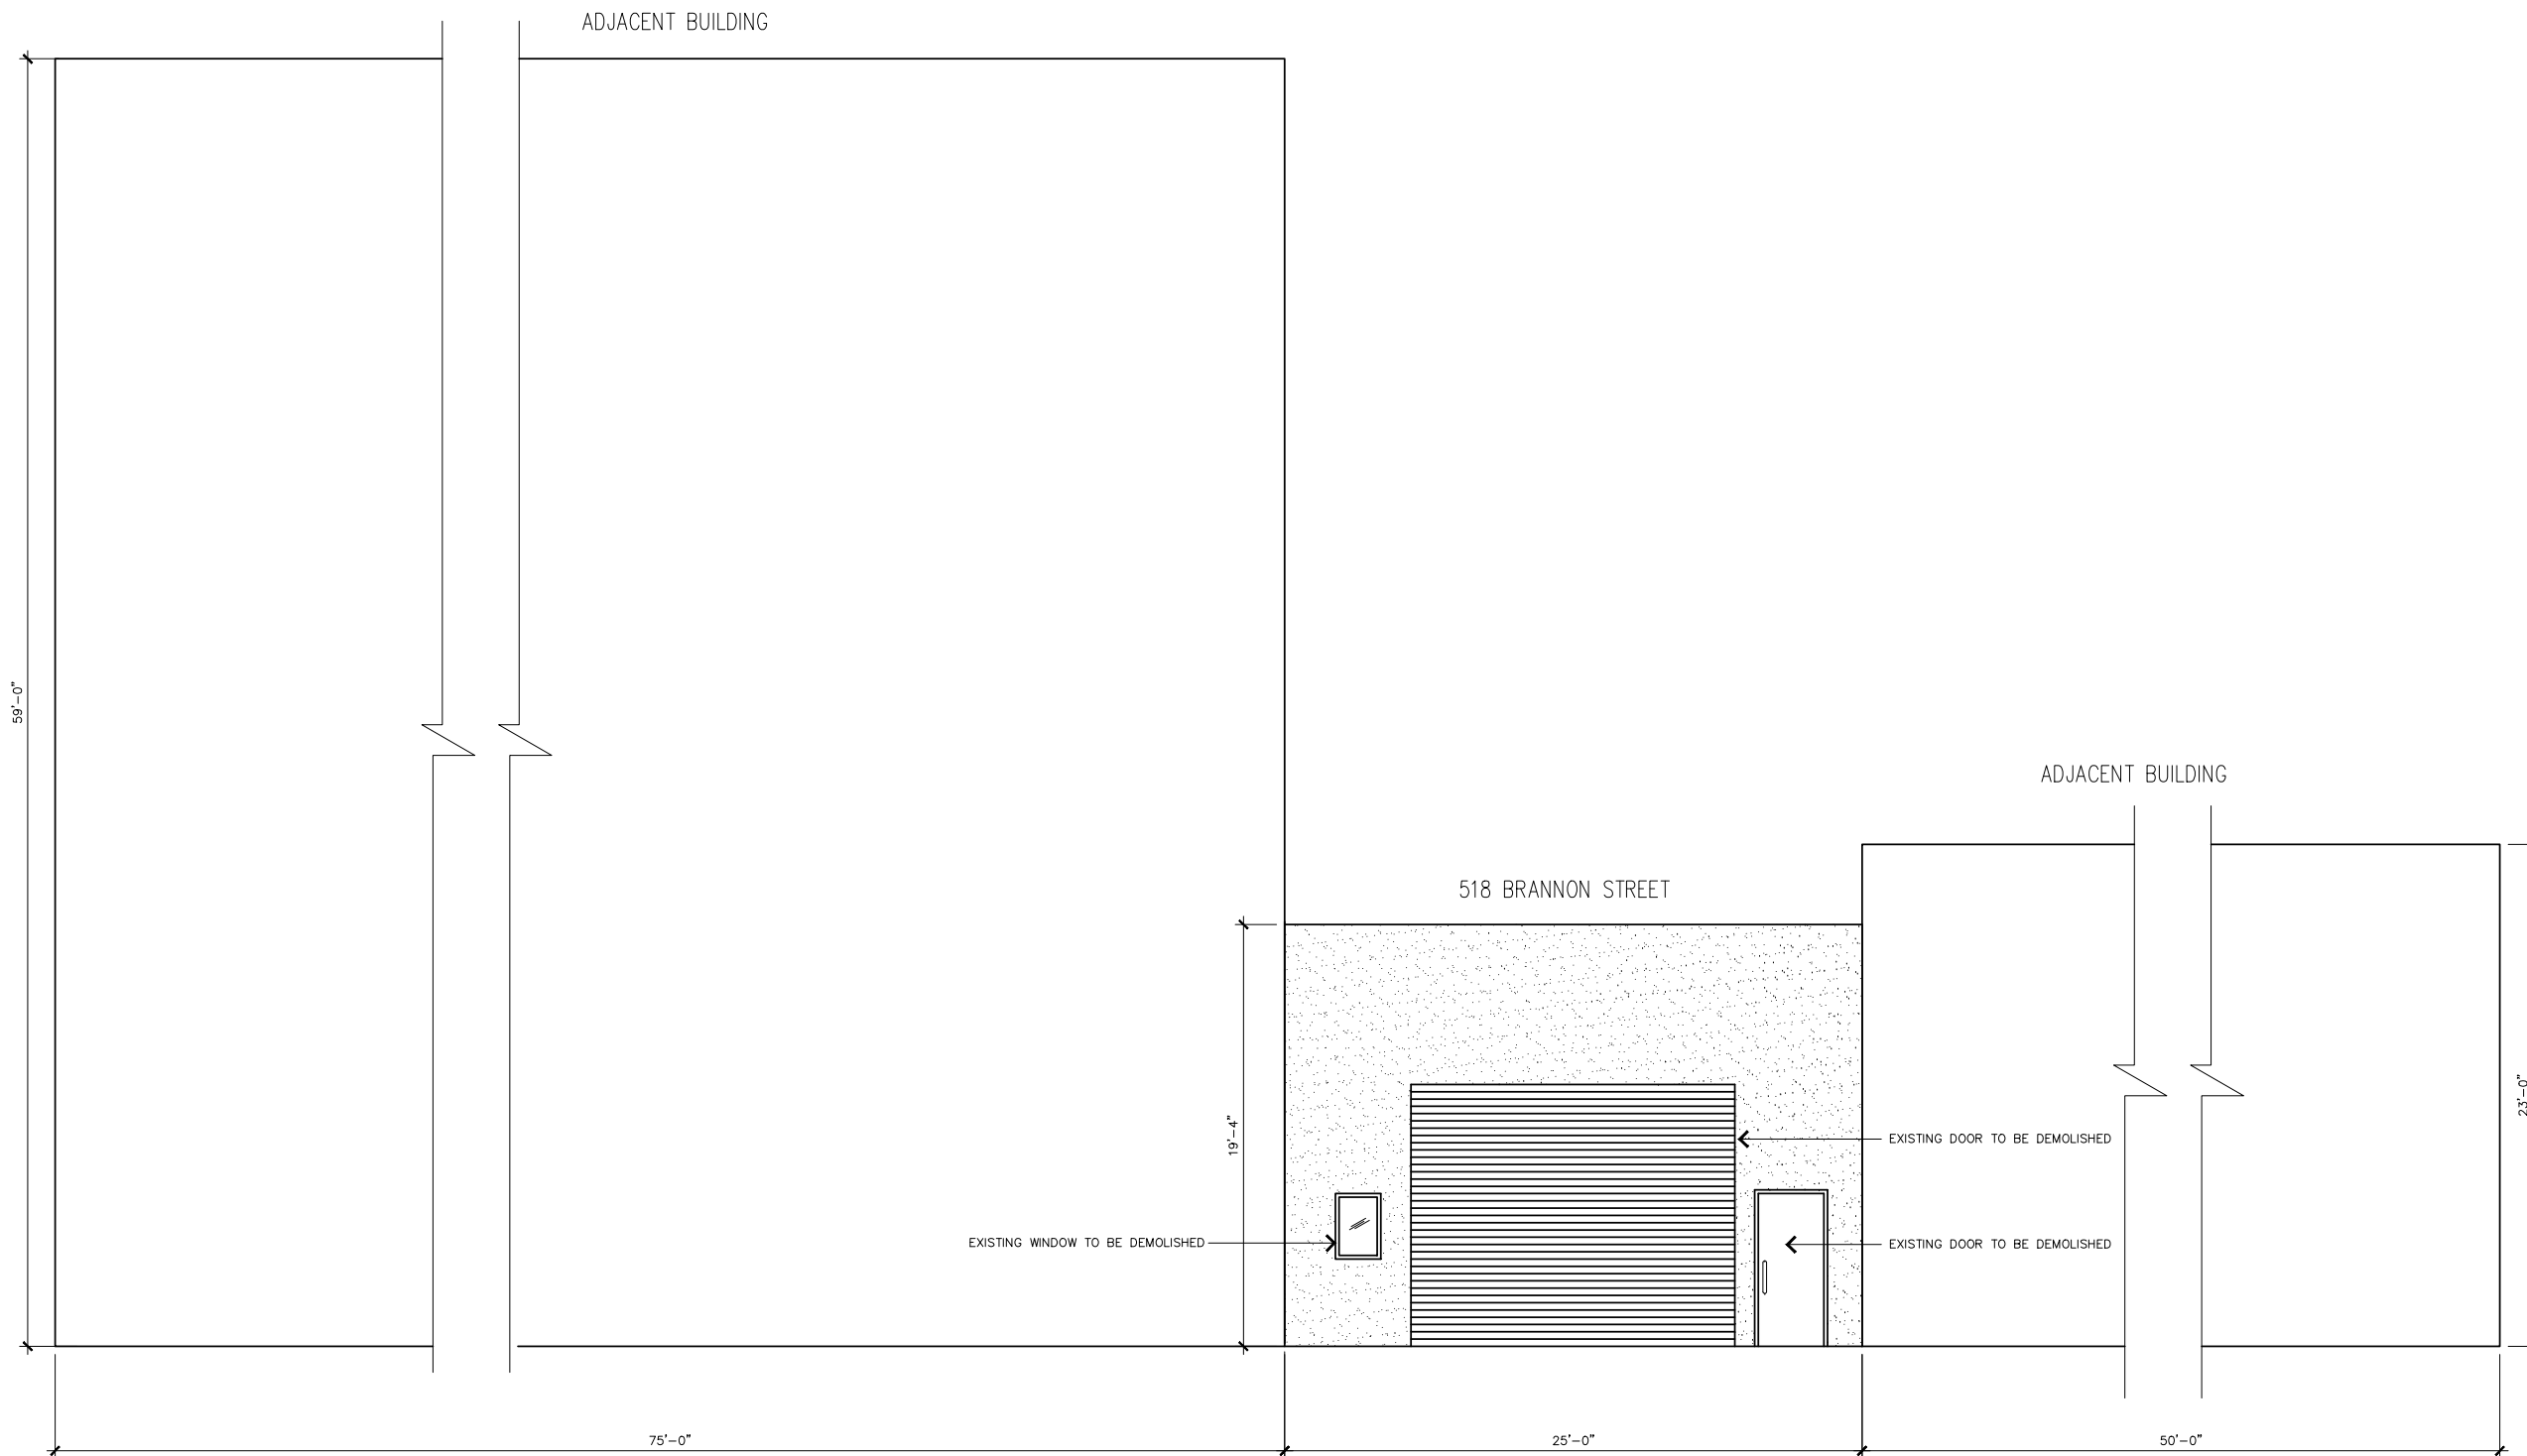 ADJACENT BUILDING
59'-0"
ADJACENT BUILDING
518 BRANNON STREET
19'-4"
23'-0"
EXISTING DOOR TO BE DEMOLISHED
EXISTING WINDOW TO BE DEMOLISHED
EXISTING DOOR TO BE DEMOLISHED
75'-0"
25'-0"
50'-0"